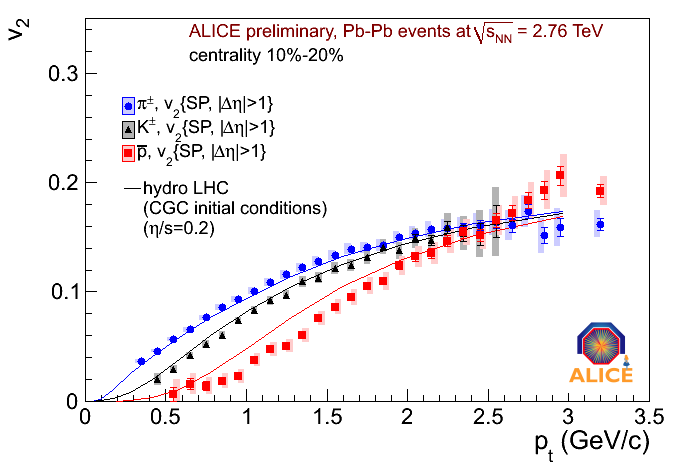 ALICE preliminary, Pb-Pb events at √sNN = 2.76 TeV
centrality 10%-20%
v2
0.3
0.2
0.1
0
π±, v2{SP, |Δη|>1}
K±, v2{SP, |Δη|>1}
p̅, v2{SP, |Δη|>1}
hydro LHC
(CGC initial conditions)
(η/s=0.2)
ALICE
0 0.5 1 1.5 2 2.5 3 3.5
pt (GeV/c)